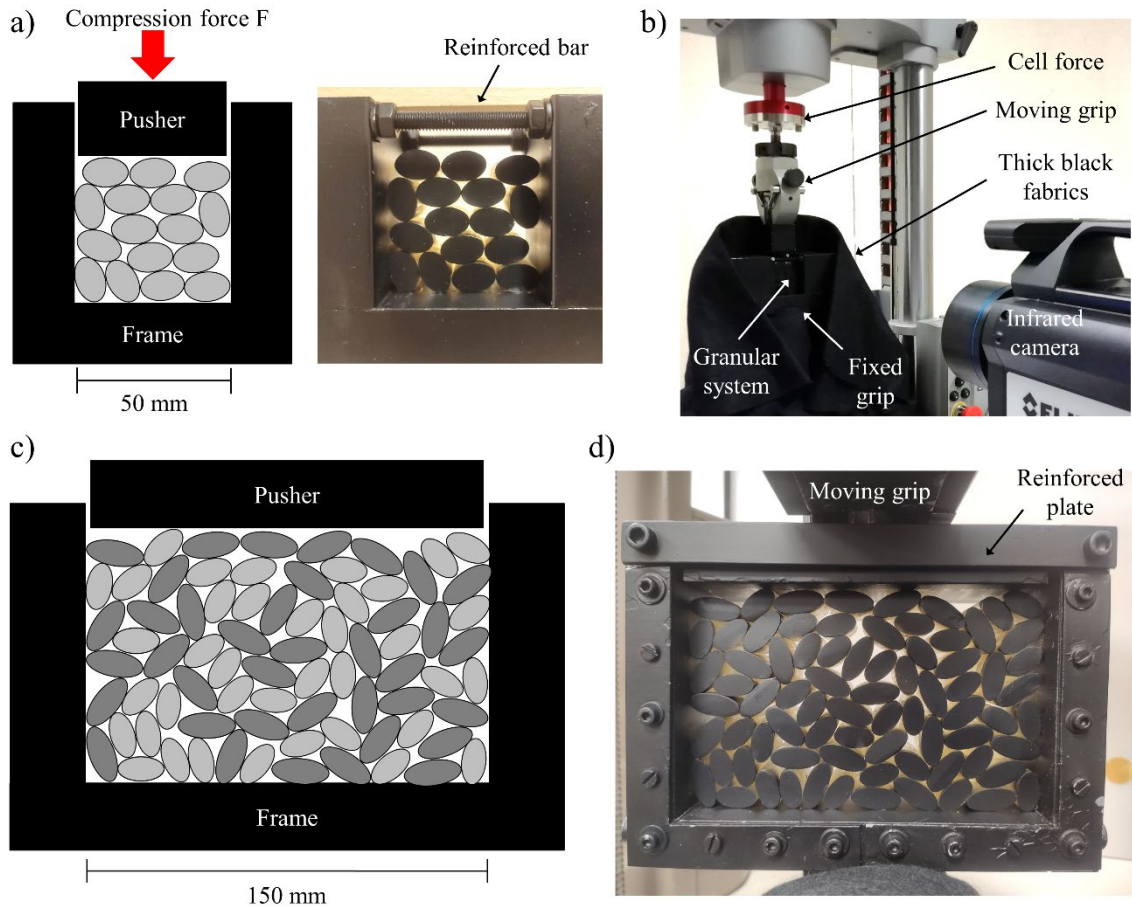 a)
Compression force F
Pusher
Frame
50 mm
Reinforced bar
b)
Cell force
Moving grip
Thick black
fabrics
Infrared
camera
Granular
system
Fixed
grip
c)
Pusher
Frame
150 mm
d)
Moving grip
Reinforced
plate